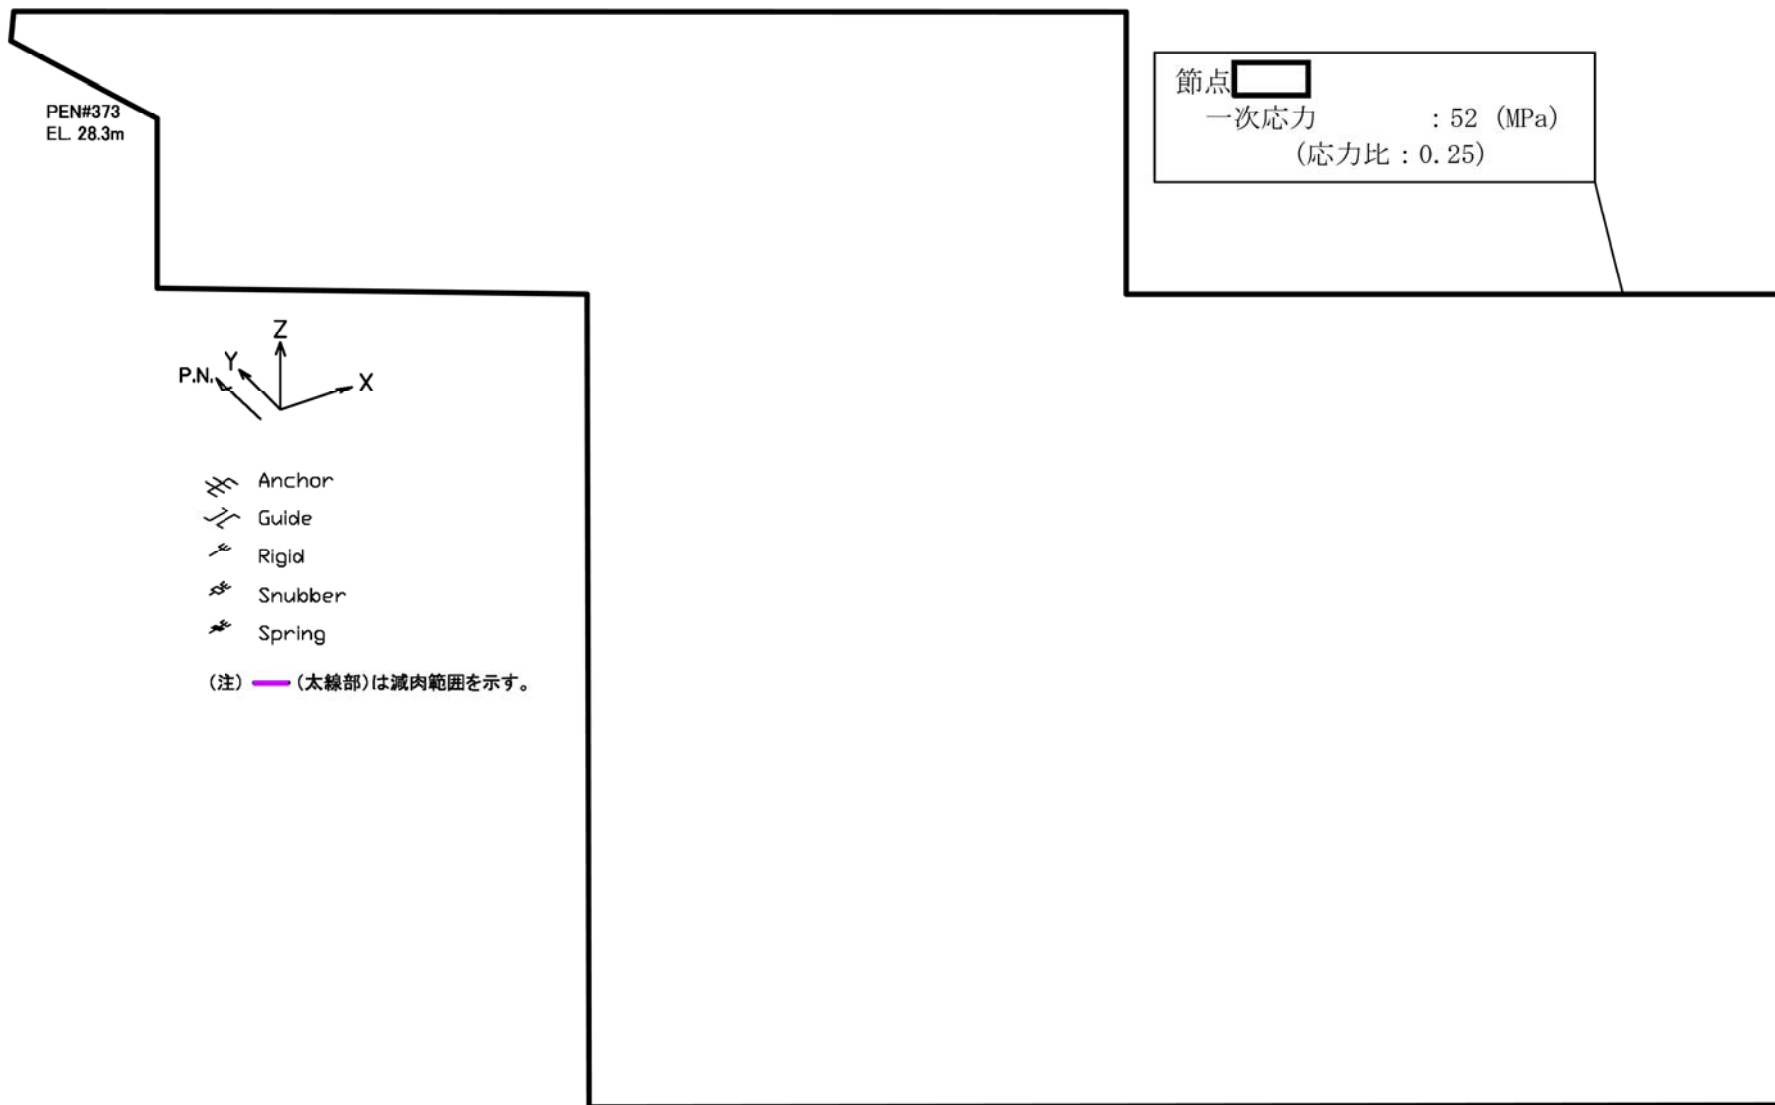 節点
一次応力 : 52 (MPa)
(応力比 : 0.25)
PEN#373
EL. 28.3m
Z
Y
P.N.
X
Anchor
Guide
Rigid
Snubber
Spring
(注) (太線部)は減肉範囲を示す。